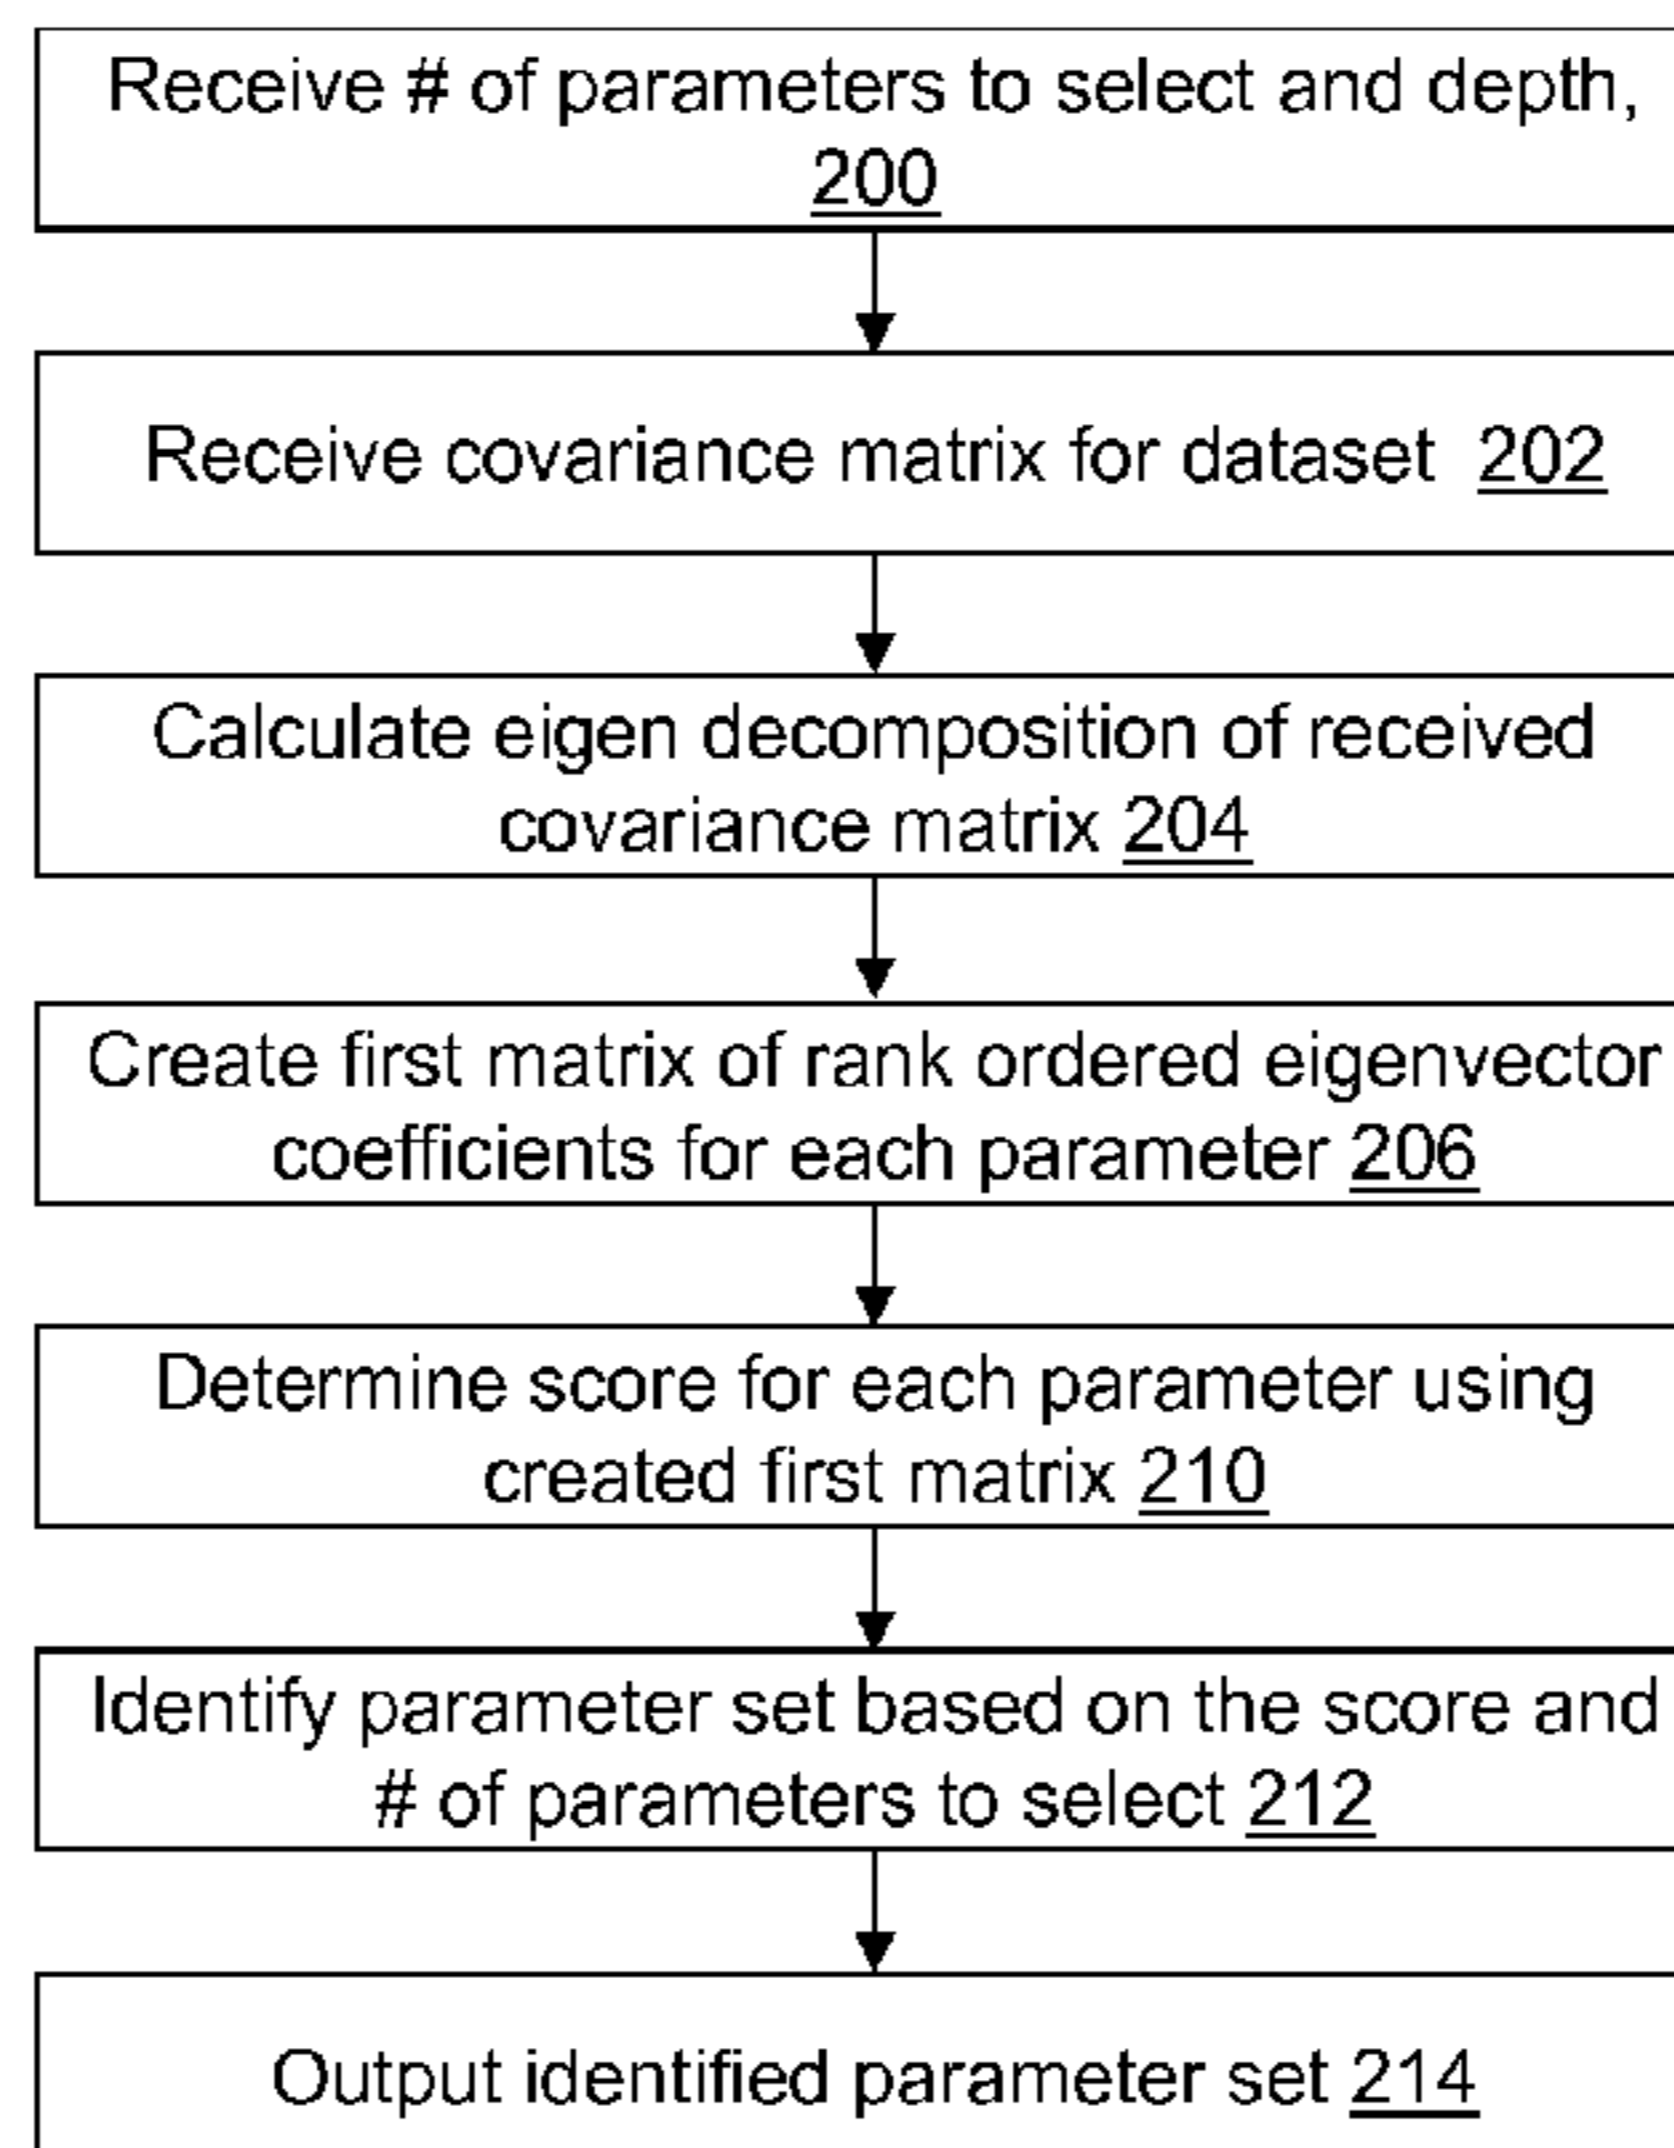 Receive # of parameters to select and depth,
200
Receive covariance matrix for dataset 202
Calculate eigen decomposition of received
covariance matrix 204
Create first matrix of rank ordered eigenvector
coefficients for each parameter 206
Determine score for each parameter using
created first matrix 210
Identify parameter set based on the score and
# of parameters to select 212
Output identified parameter set 214